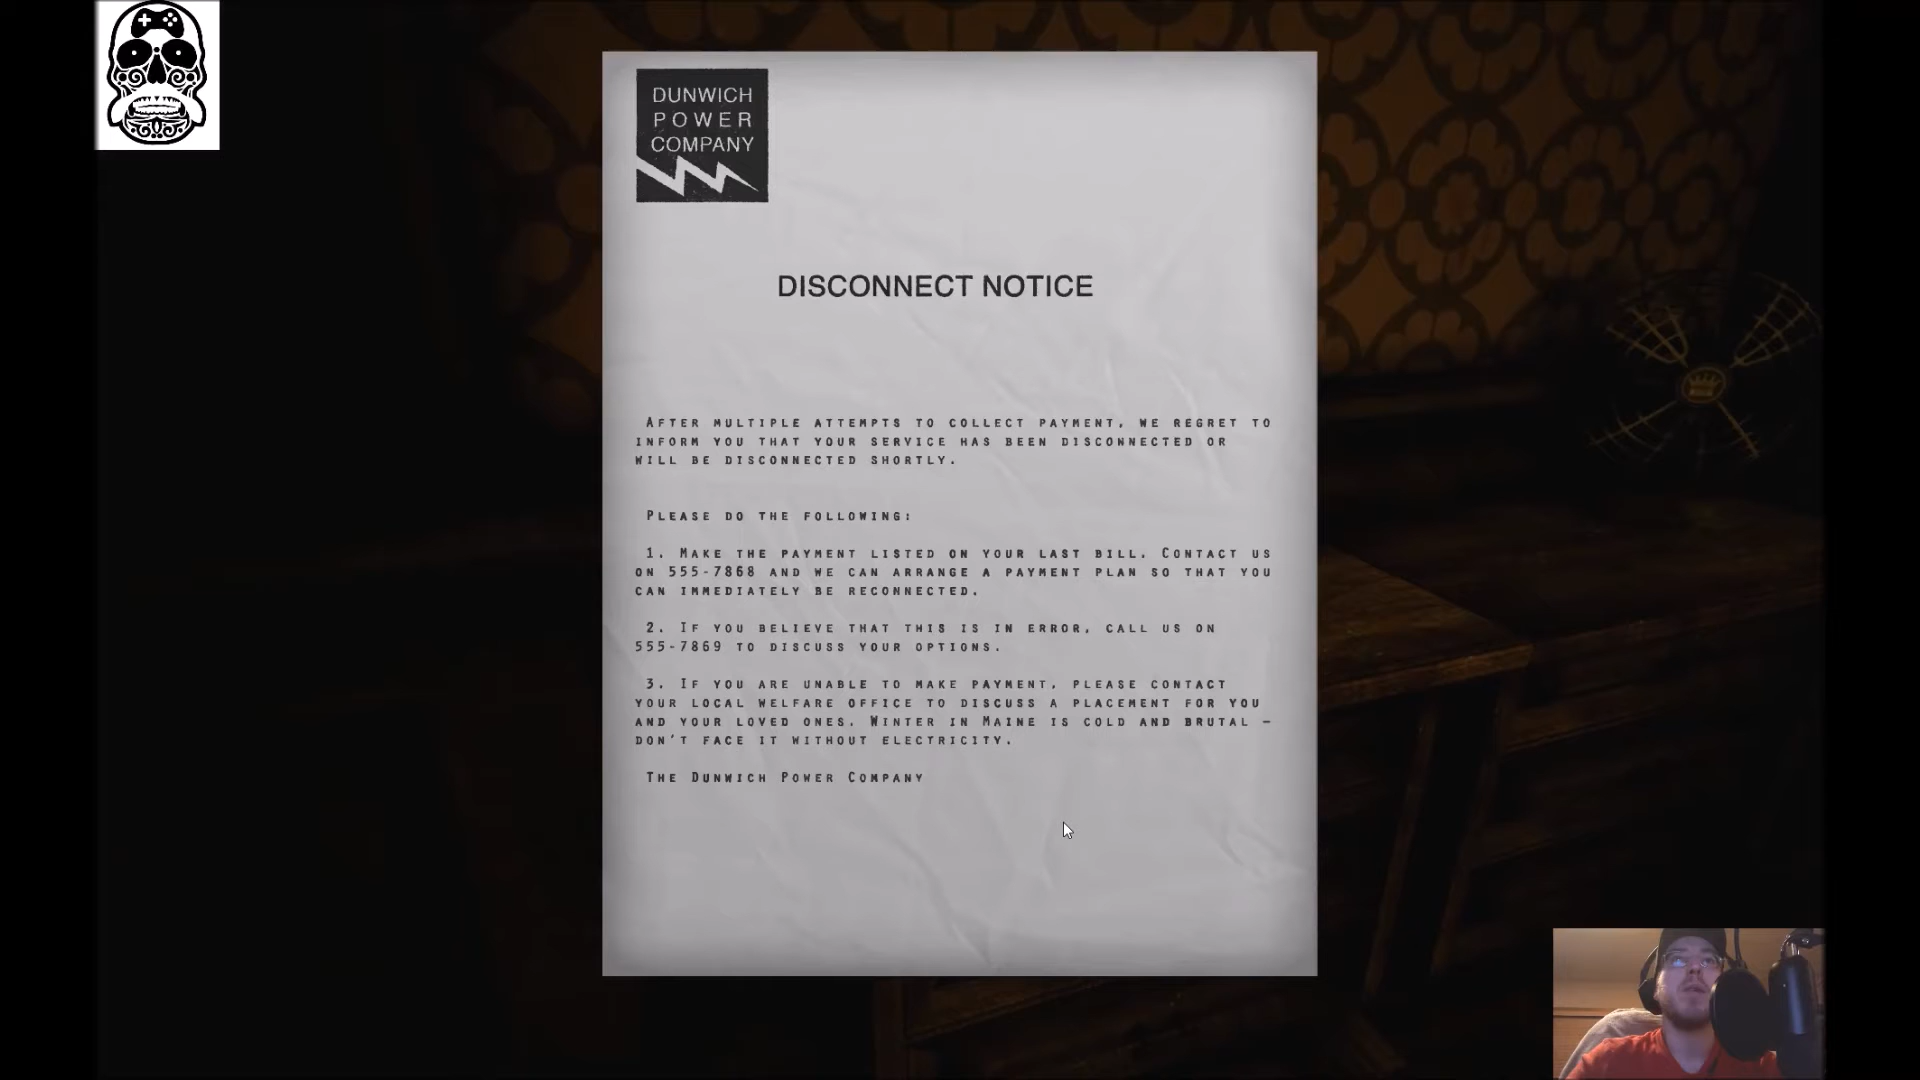 DUNWICH
POWER
COMPANY
DISCONNECT NOTICE
After multiple attempts to collect payment, we regret to
inform you that your service has been disconnected or
will be disconnected shortly.
Please do the following:
1. Make the payment listed on your last bill. Contact us
on 555-7868 and we can arrange a payment plan so that you
can immediately be reconnected.
2. If you believe that this is in error, call us on
555-7869 to discuss your options.
3. If you are unable to make payment, please contact
your local welfare office to discuss a placement for you
and your loved ones. Winter in Maine is cold and brutal –
don't face it without electricity.
The Dunwich Power Company